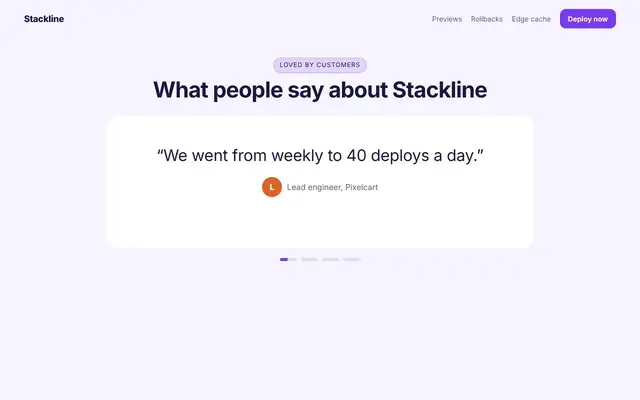 Stackline
Previews
Rollbacks
Edge cache
Deploy now
LOVED BY CUSTOMERS
What people say about Stackline
“We went from weekly to 40 deploys a day.”
L
Lead engineer, Pixelcart